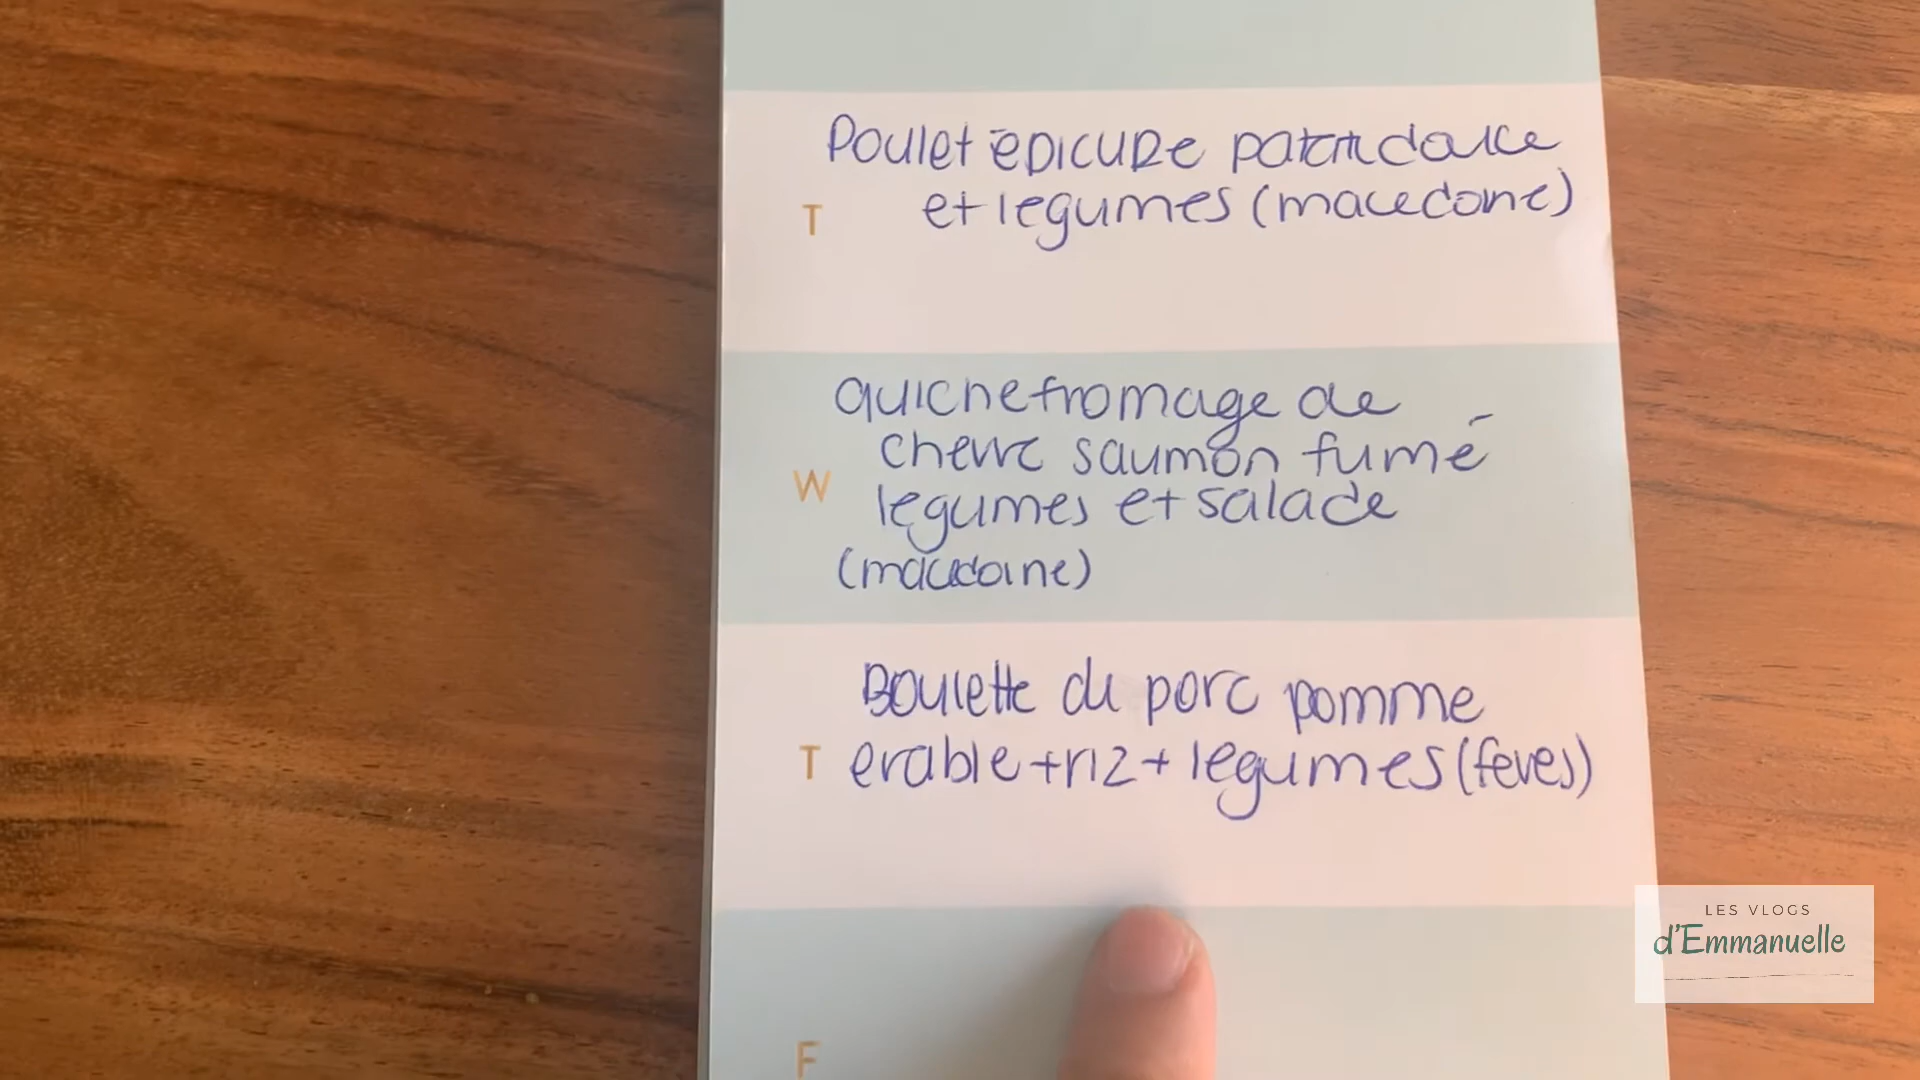 Poulet épicure patate douce
et legumes (macedoine)
T
quiche fromage de
chevre saumon fumé
W
legumes et salade
(macedoine)
Boulette du porc pomme
T
erable + riz + legumes (feves)
F
LES VLOGS
d'Emmanuelle